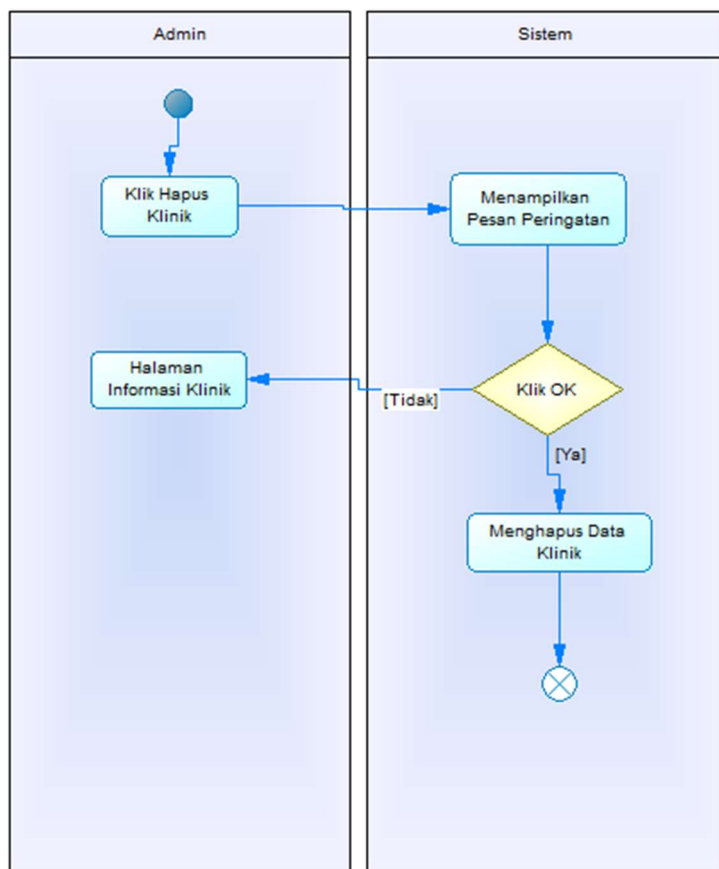 Admin
Sistem
Klik Hapus
Klinik
Menampilkan
Pesan Peringatan
Halaman
Informasi Klinik
[Tidak]
Klik OK
[Ya]
Menghapus Data
Klinik